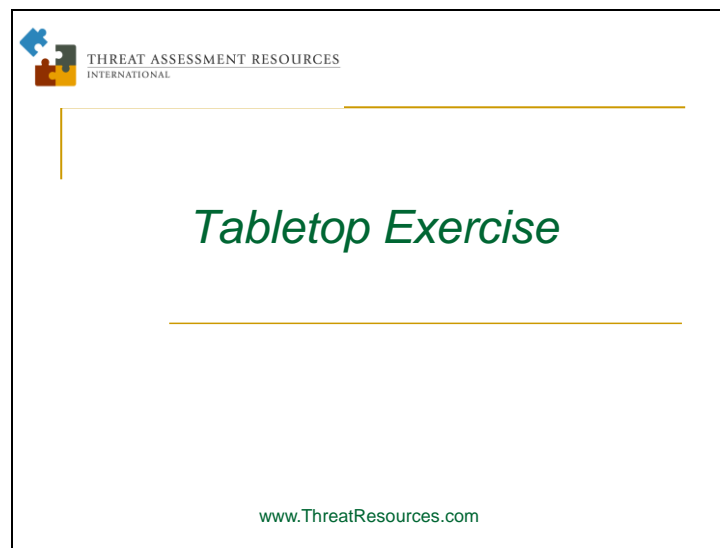 THREAT ASSESSMENT RESOURCES
INTERNATIONAL
Tabletop Exercise
www.ThreatResources.com